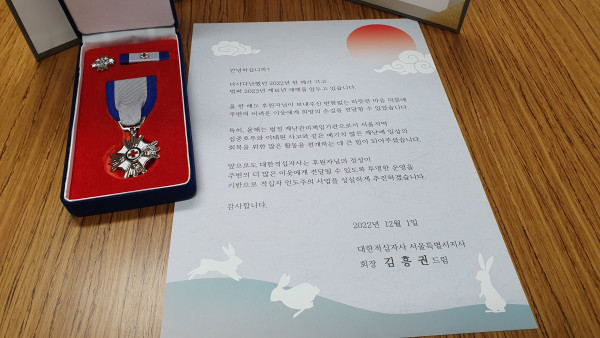 안녕하십니까?
다사다난했던 2022년 한 해가 가고
벌써 2023년 계묘년 새해를 앞두고 있습니다.
올 한 해도 후원자님이 보내주신 변함없는 따뜻한 마음 덕분에
주변의 어려운 이웃에게 희망의 손길을 전달할 수 있었습니다.
특히, 올해는 법정 재난관리책임기관으로서 서울지역
집중호우와 이태원 사고와 같은 예기치 않은 재난에 일상의
회복을 위한 많은 활동을 전개하는 데 큰 힘이 되어주셨습니다.
앞으로도 대한적십자사는 후원자님의 정성이
주변의 더 많은 이웃에게 전달될 수 있도록 투명한 운영을
기반으로 적십자 인도주의 사업을 성실하게 추진하겠습니다.
감사합니다.
2022년 12월 1일
대한적십자사 서울특별시지사
회장 김흥권 드림